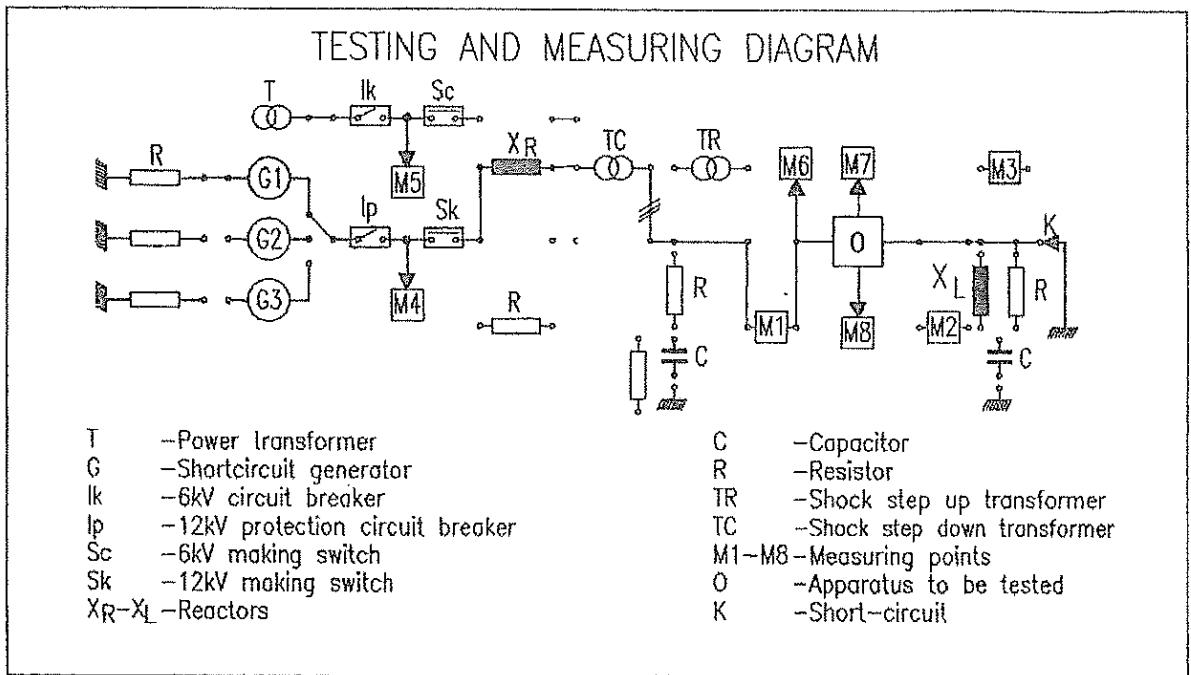 TESTING AND MEASURING DIAGRAM
T
Ik
Sc
M5
XR
TC
TR
M6
M7
M3
R
G1
G2
G3
Ip
Sk
M4
R
R
C
M1
O
M8
K
XL
M2
R
C
T -Power transformer
G -Shortcircuit generator
Ik -6kV circuit breaker
Ip -12kV protection circuit breaker
Sc -6kV making switch
Sk -12kV making switch
XR-XL -Reactors
C -Capacitor
R -Resistor
TR -Shock step up transformer
TC -Shock step down transformer
M1-M8 -Measuring points
O -Apparatus to be tested
K -Short-circuit